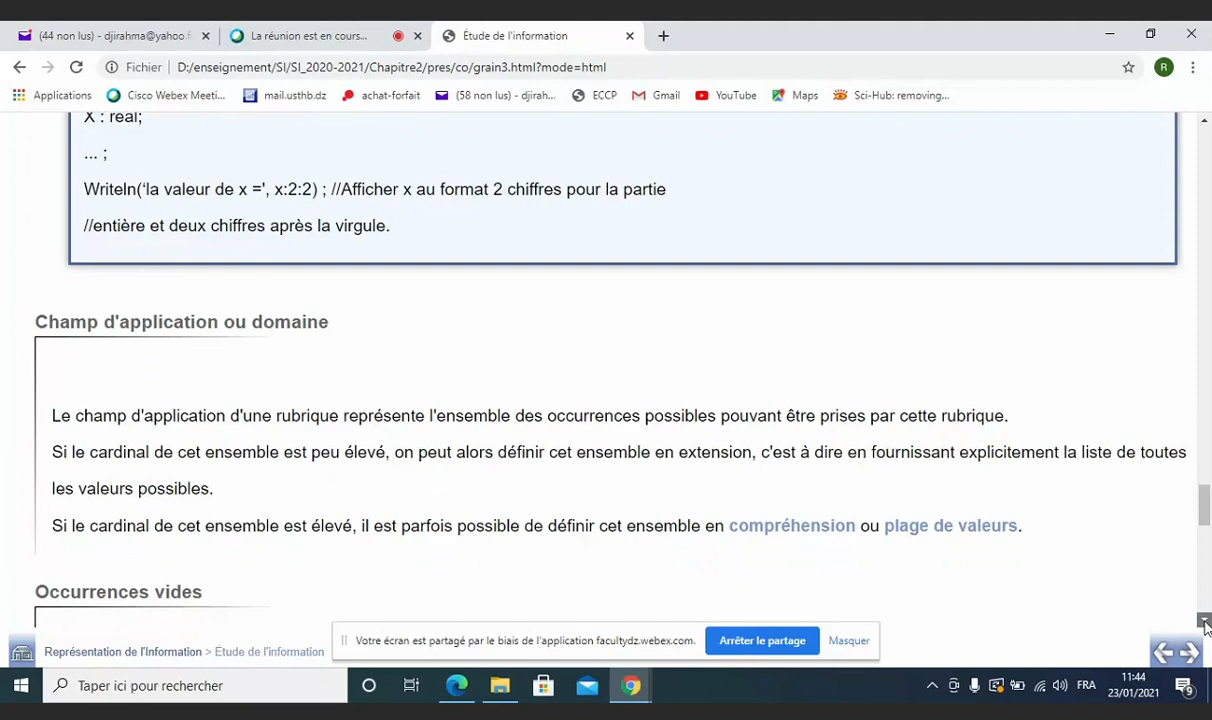 (44 non lus) - djirahma@yahoo.f
La réunion est en cours...
Étude de l'information
Fichier
D:/enseignement/SI/SI_2020-2021/Chapitre2/pres/co/grain3.html?mode=html
R
Applications
Cisco Webex Meeti...
mail.usthb.dz
achat-forfait
(58 non lus) - djirah...
ECCP
Gmail
YouTube
Maps
Sci-Hub: removing...
X : real;
... ;
Writeln('la valeur de x =', x:2:2) ; //Afficher x au format 2 chiffres pour la partie
//entière et deux chiffres après la virgule.
Champ d'application ou domaine
Le champ d'application d'une rubrique représente l'ensemble des occurrences possibles pouvant être prises par cette rubrique.
Si le cardinal de cet ensemble est peu élevé, on peut alors définir cet ensemble en extension, c'est à dire en fournissant explicitement la liste de toutes
les valeurs possibles.
Si le cardinal de cet ensemble est élevé, il est parfois possible de définir cet ensemble en compréhension ou plage de valeurs.
Occurrences vides
Votre écran est partagé par le biais de l'application facultydz.webex.com.
Arrêter le partage
Masquer
Représentation de l'Information > Étude de l'information
Taper ici pour rechercher
FRA
11:44
23/01/2021
9